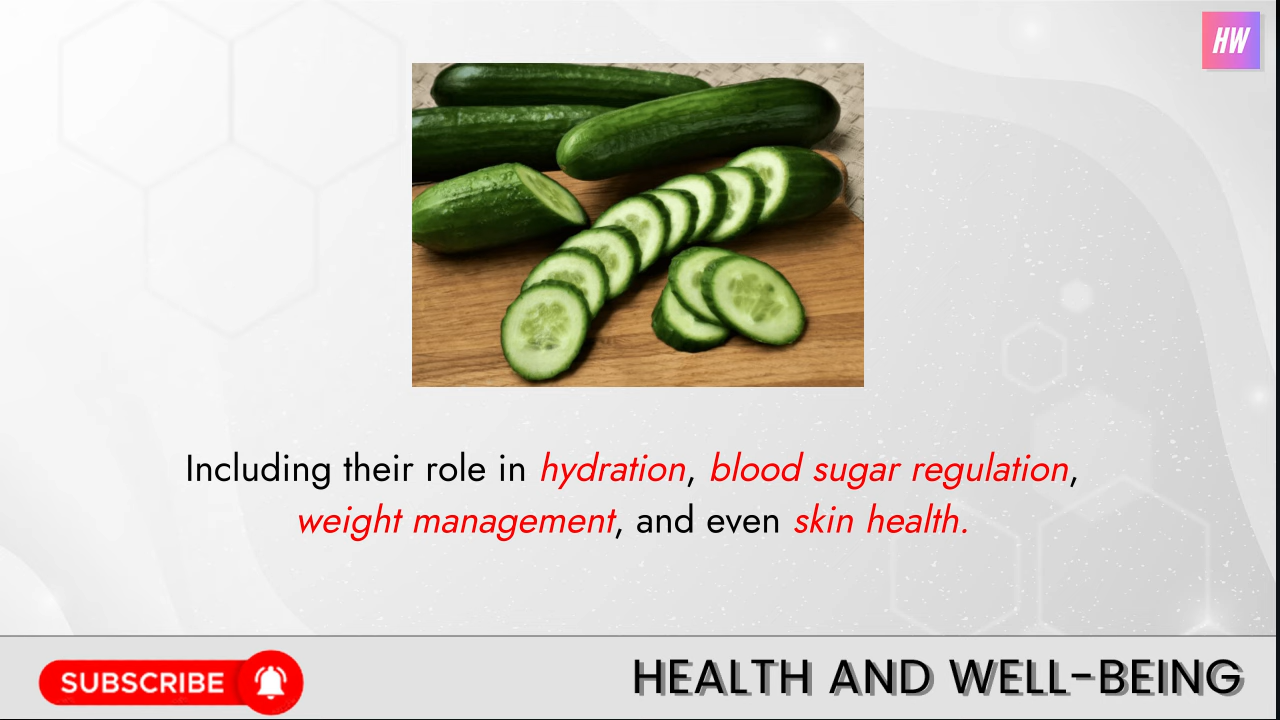 HW
Including their role in hydration, blood sugar regulation,
weight management, and even skin health.
SUBSCRIBE
HEALTH AND WELL-BEING